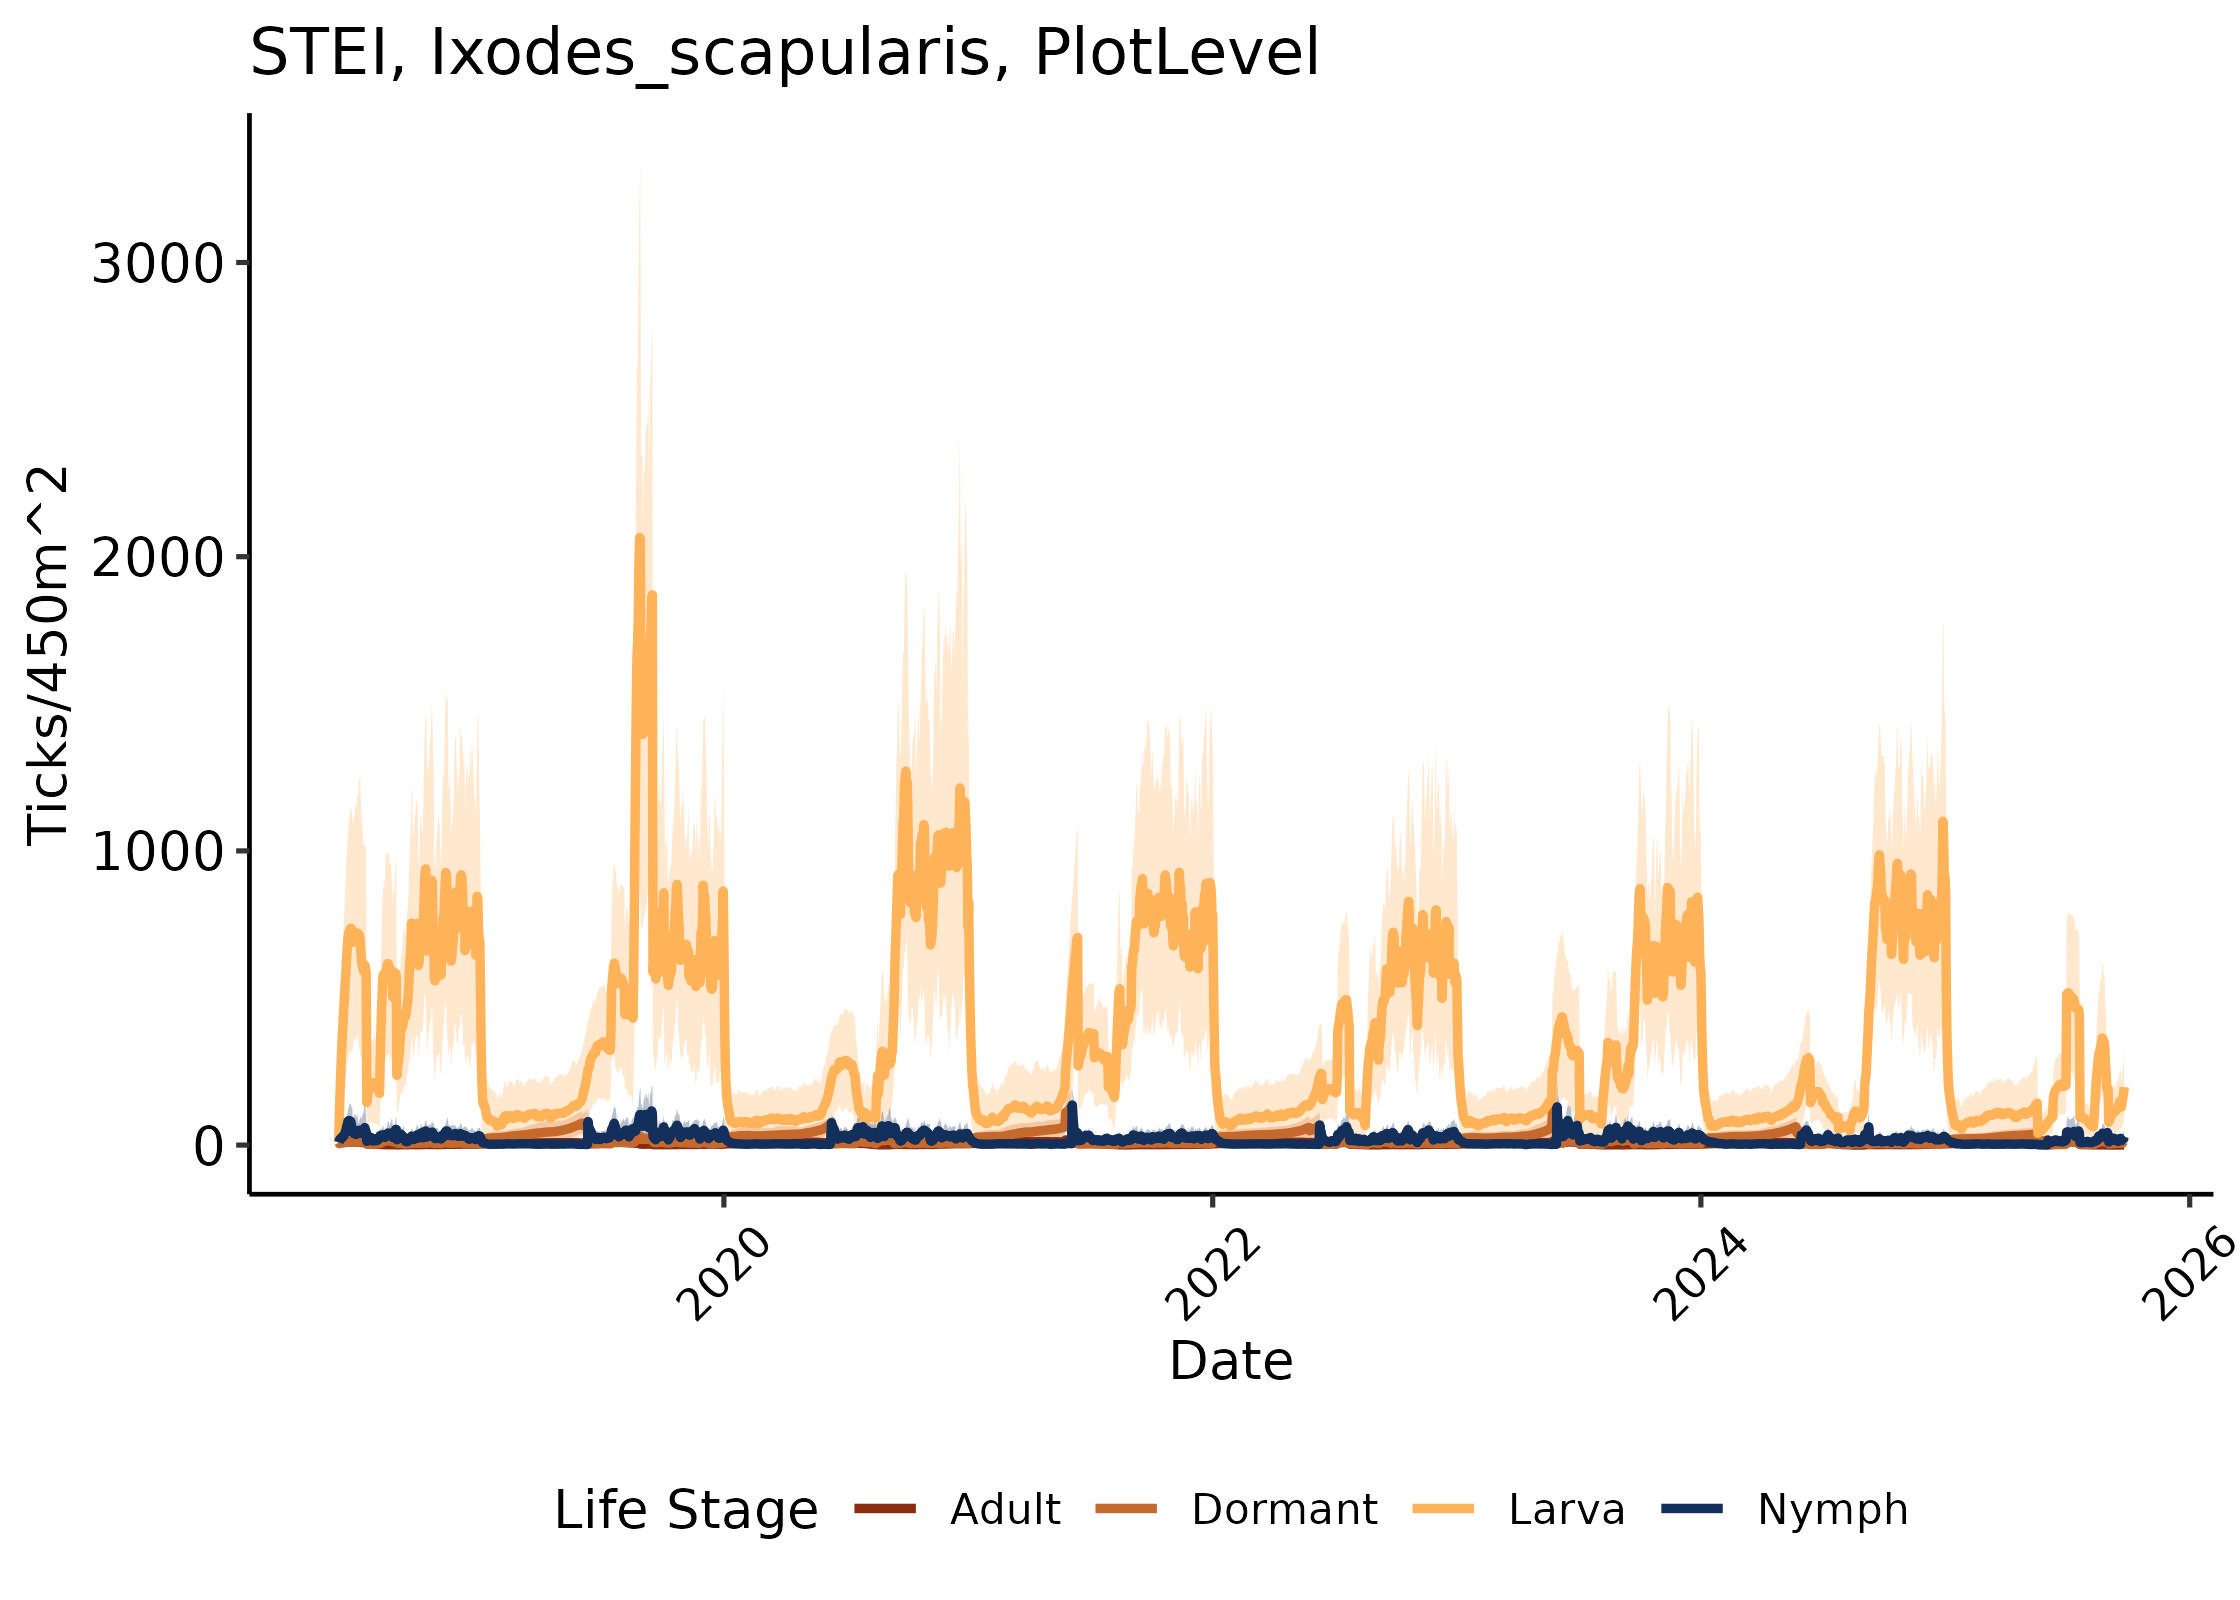 STEI, Ixodes_scapularis, PlotLevel
Ticks/450m^2
3000
2000
1000
0
2020
2022
2024
2026
Date
Life Stage Adult Dormant Larva Nymph